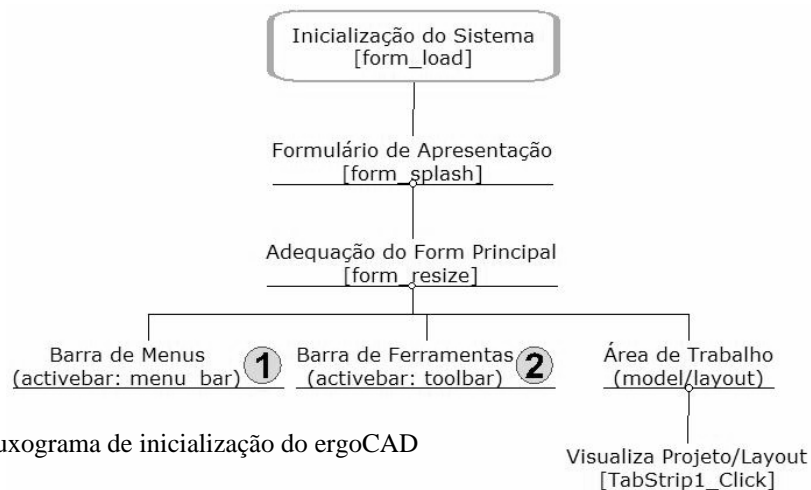 Inicialização do Sistema
[form_load]
Formulário de Apresentação
[form_splash]
Adequação do Form Principal
[form_resize]
Barra de Menus
(activebar: menu_bar)
1
Barra de Ferramentas
(activebar: toolbar)
2
Área de Trabalho
(model/layout)
uxograma de inicialização do ergoCAD
Visualiza Projeto/Layout
[TabStrip1_Click]